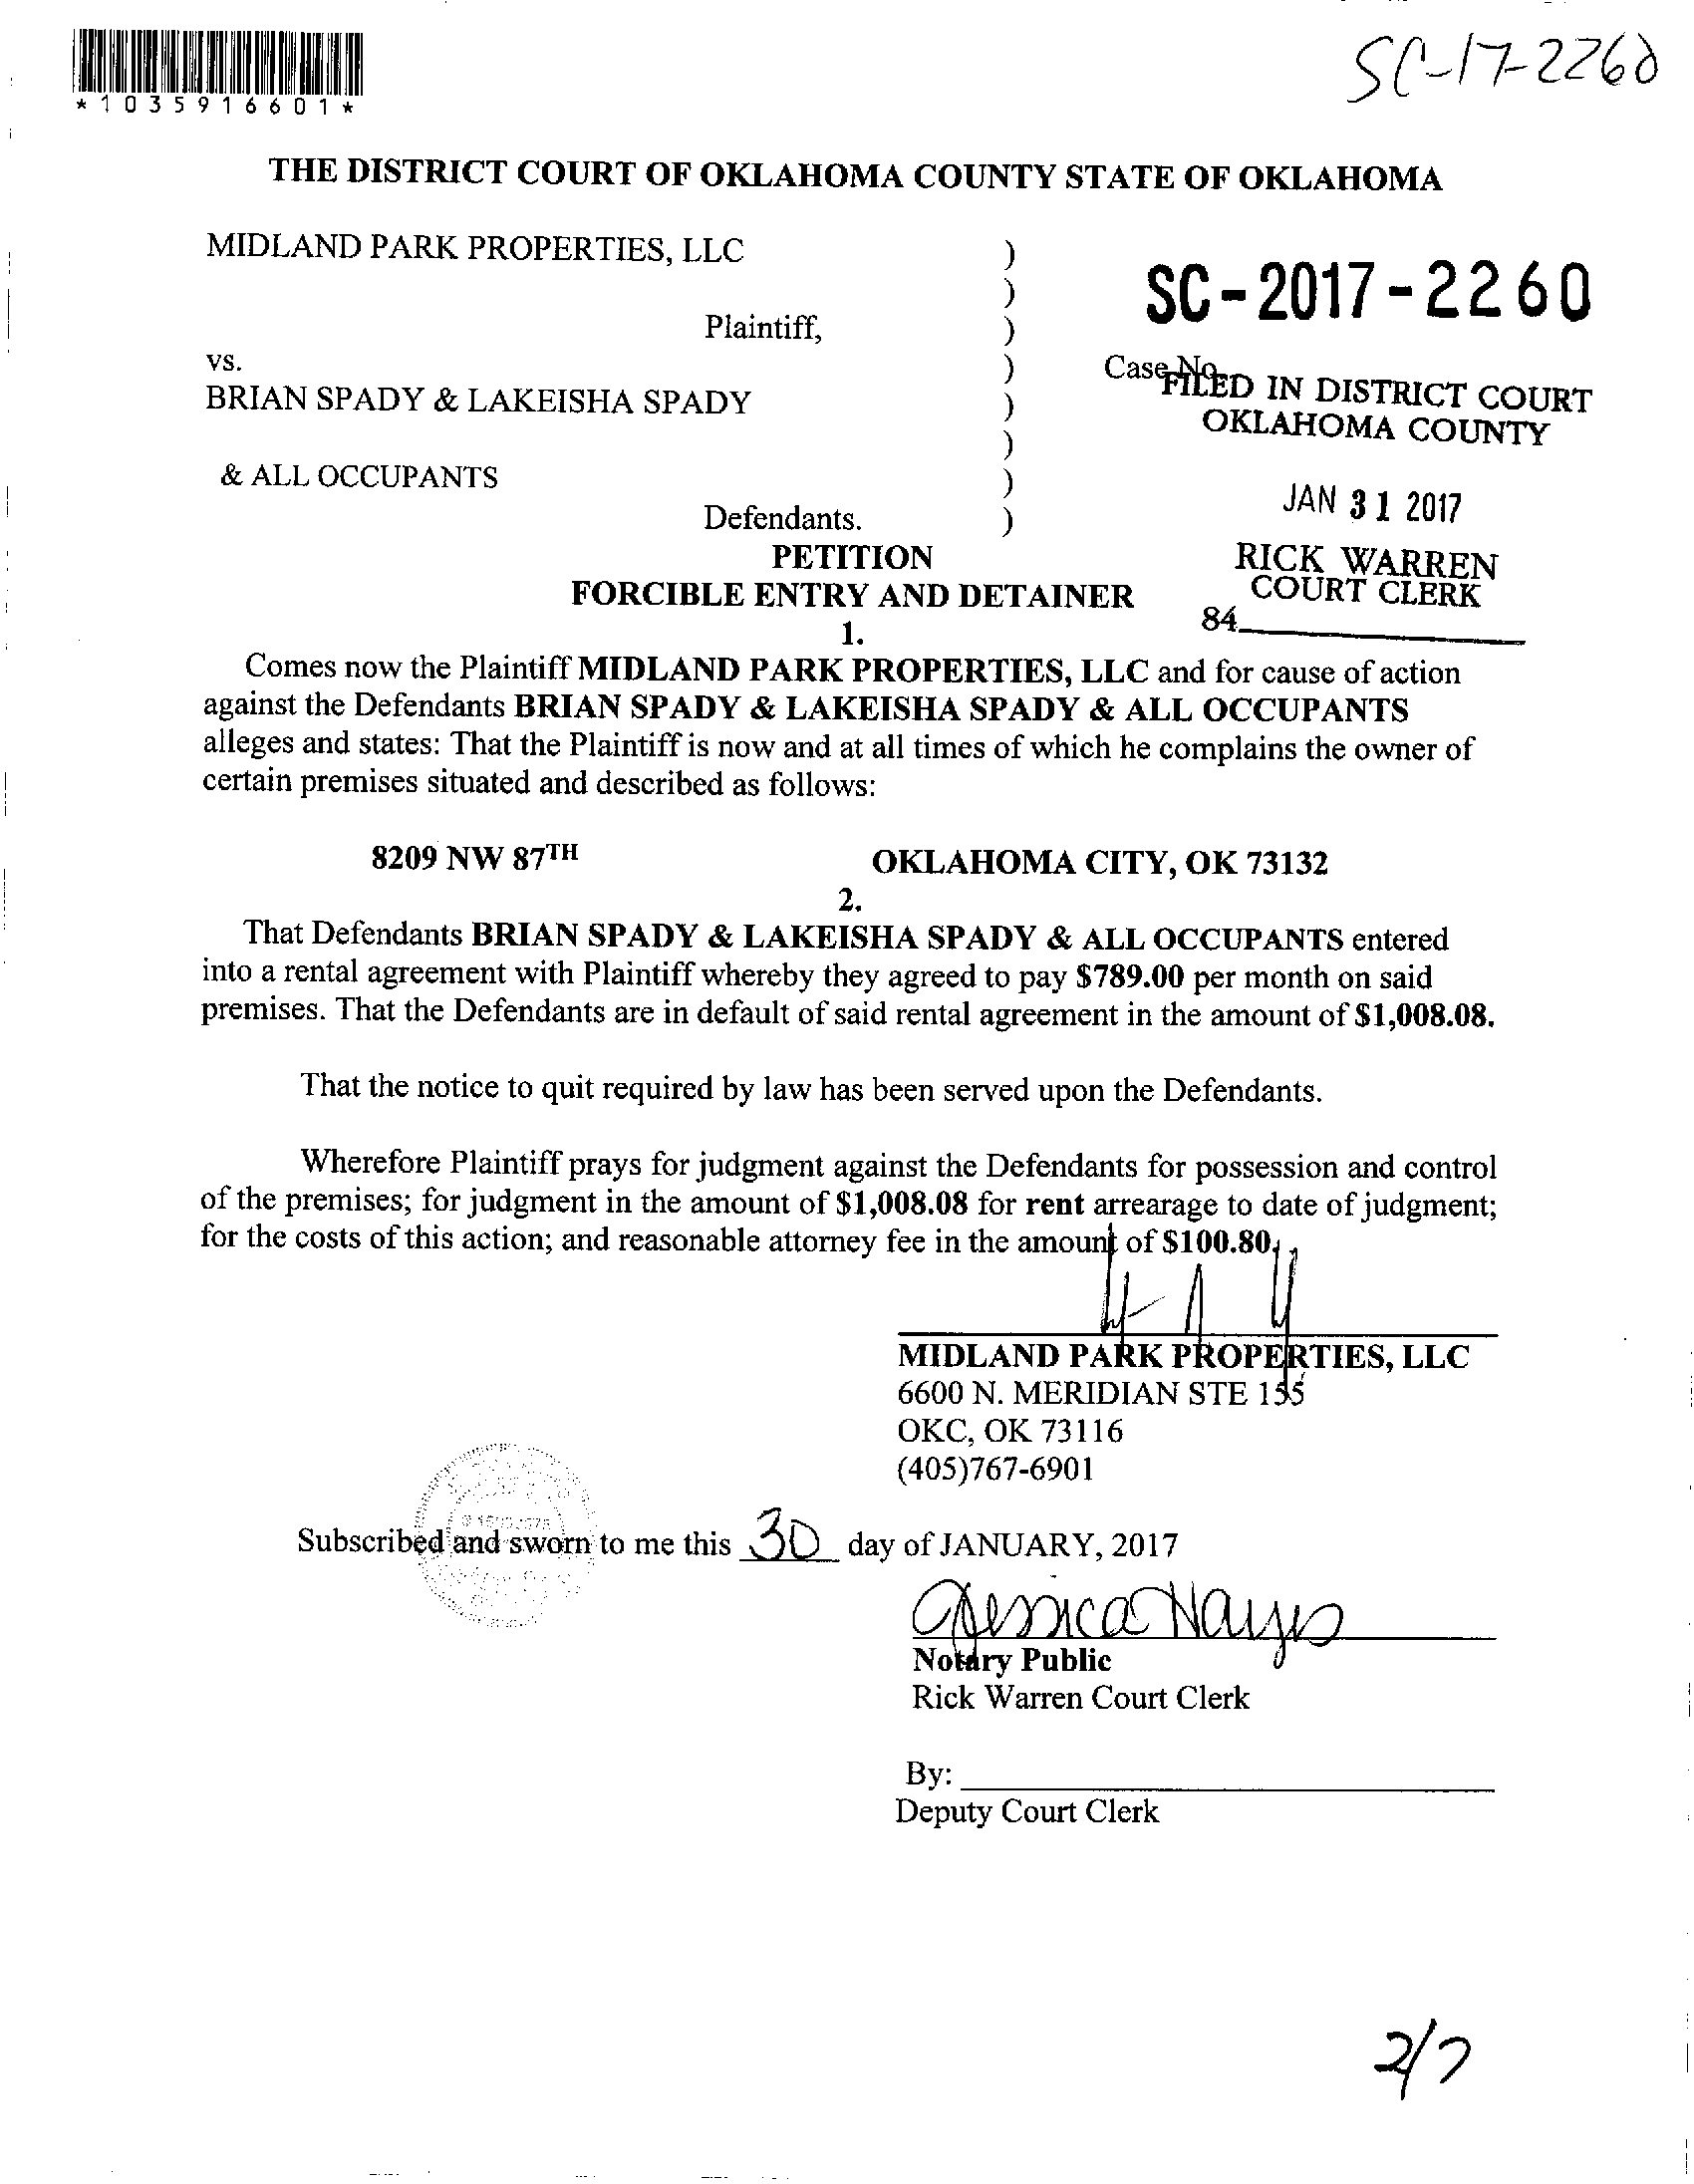 *1035916601*
SC-17-2260
THE DISTRICT COURT OF OKLAHOMA COUNTY STATE OF OKLAHOMA
MIDLAND PARK PROPERTIES, LLC )
)
SC-2017-2260
Plaintiff, )
vs. )
Case No.
BRIAN SPADY & LAKEISHA SPADY )
FILED IN DISTRICT COURT
OKLAHOMA COUNTY
)
& ALL OCCUPANTS )
JAN 31 2017
Defendants. )
PETITION
RICK WARREN
COURT CLERK
FORCIBLE ENTRY AND DETAINER
84
1.
Comes now the Plaintiff MIDLAND PARK PROPERTIES, LLC and for cause of action
against the Defendants BRIAN SPADY & LAKEISHA SPADY & ALL OCCUPANTS
alleges and states: That the Plaintiff is now and at all times of which he complains the owner of
certain premises situated and described as follows:
8209 NW 87TH OKLAHOMA CITY, OK 73132
2.
That Defendants BRIAN SPADY & LAKEISHA SPADY & ALL OCCUPANTS entered
into a rental agreement with Plaintiff whereby they agreed to pay $789.00 per month on said
premises. That the Defendants are in default of said rental agreement in the amount of $1,008.08.
That the notice to quit required by law has been served upon the Defendants.
Wherefore Plaintiff prays for judgment against the Defendants for possession and control
of the premises; for judgment in the amount of $1,008.08 for rent arrearage to date of judgment;
for the costs of this action; and reasonable attorney fee in the amount of $100.80.
MIDLAND PARK PROPERTIES, LLC
6600 N. MERIDIAN STE 155
OKC, OK 73116
(405)767-6901
Subscribed and sworn to me this 30 day of JANUARY, 2017
Jessica Hayes
Notary Public
Rick Warren Court Clerk
By:
Deputy Court Clerk
2/7